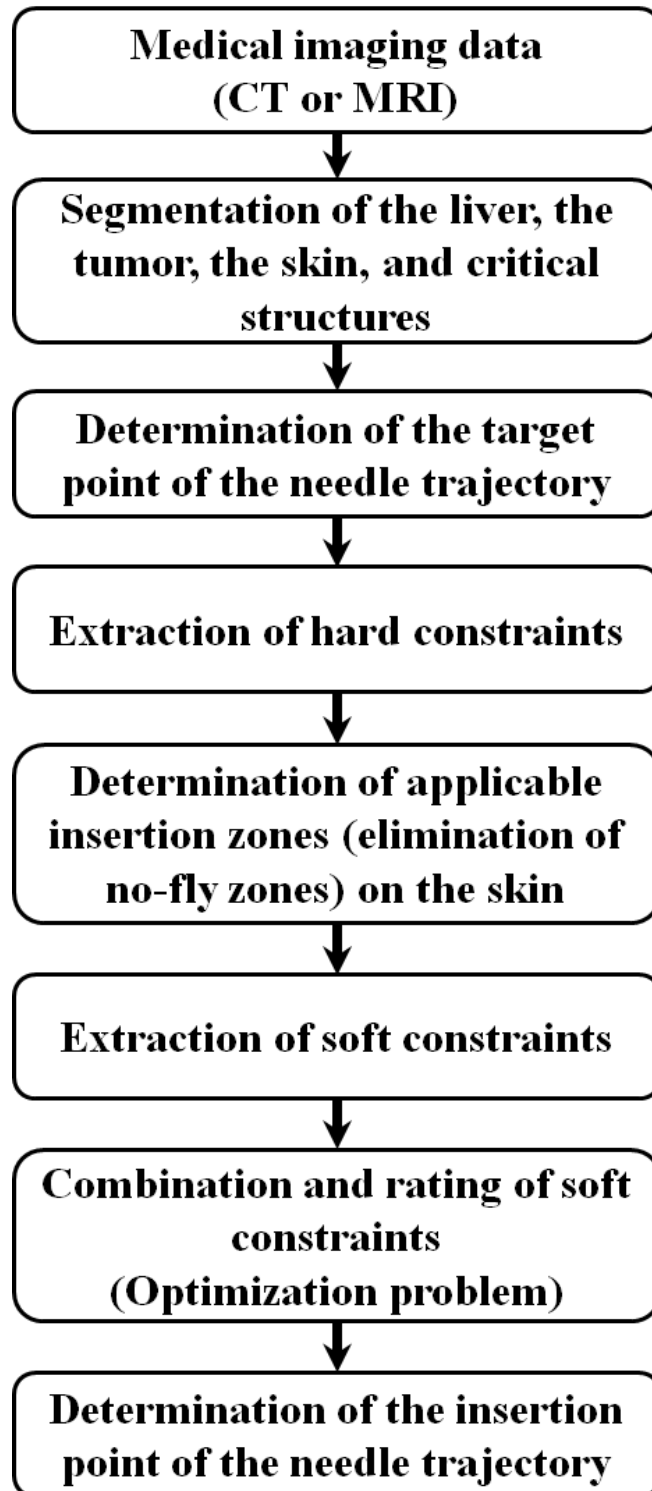 Medical imaging data
(CT or MRI)
Segmentation of the liver, the
tumor, the skin, and critical
structures
Determination of the target
point of the needle trajectory
Extraction of hard constraints
Determination of applicable
insertion zones (elimination of
no-fly zones) on the skin
Extraction of soft constraints
Combination and rating of soft
constraints
(Optimization problem)
Determination of the insertion
point of the needle trajectory